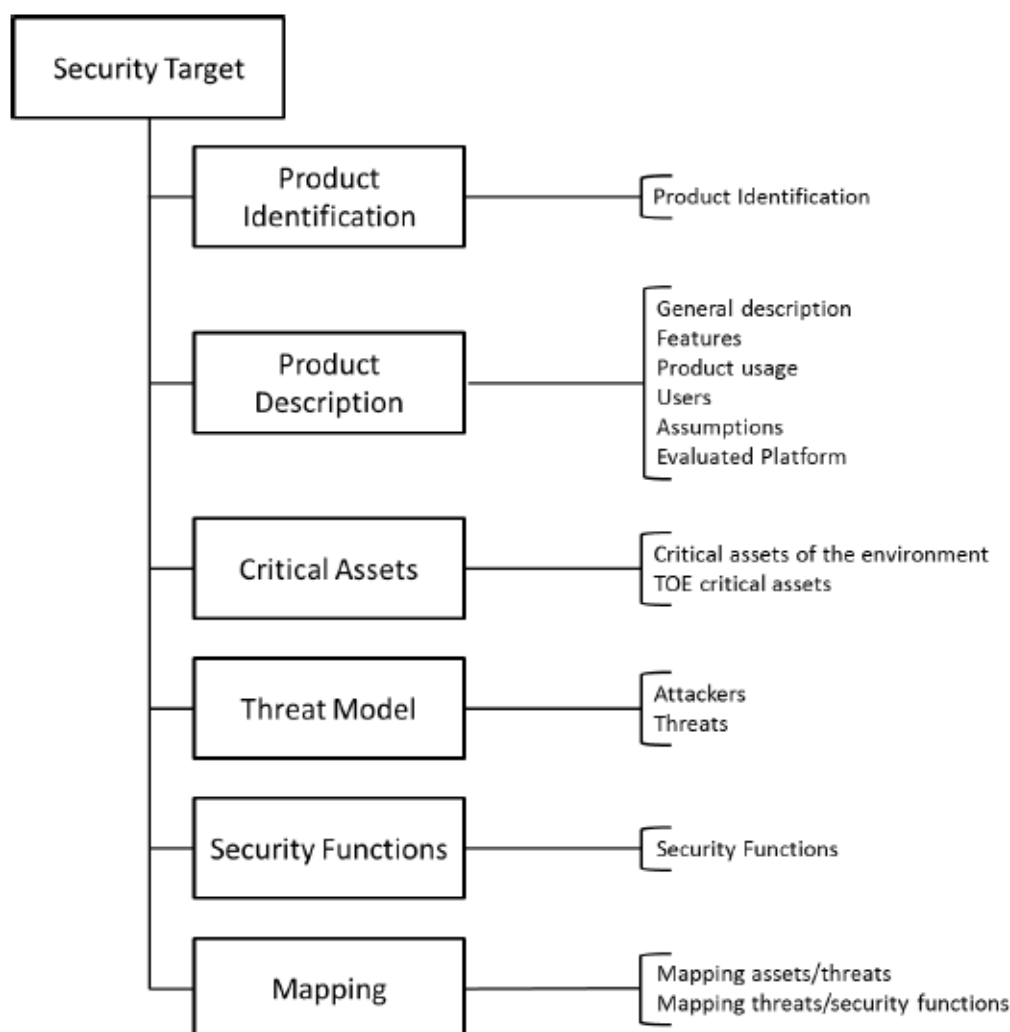 Security Target
Product
Identification
Product Identification
Product
Description
General description
Features
Product usage
Users
Assumptions
Evaluated Platform
Critical Assets
Critical assets of the environment
TOE critical assets
Threat Model
Attackers
Threats
Security Functions
Security Functions
Mapping
Mapping assets/threats
Mapping threats/security functions